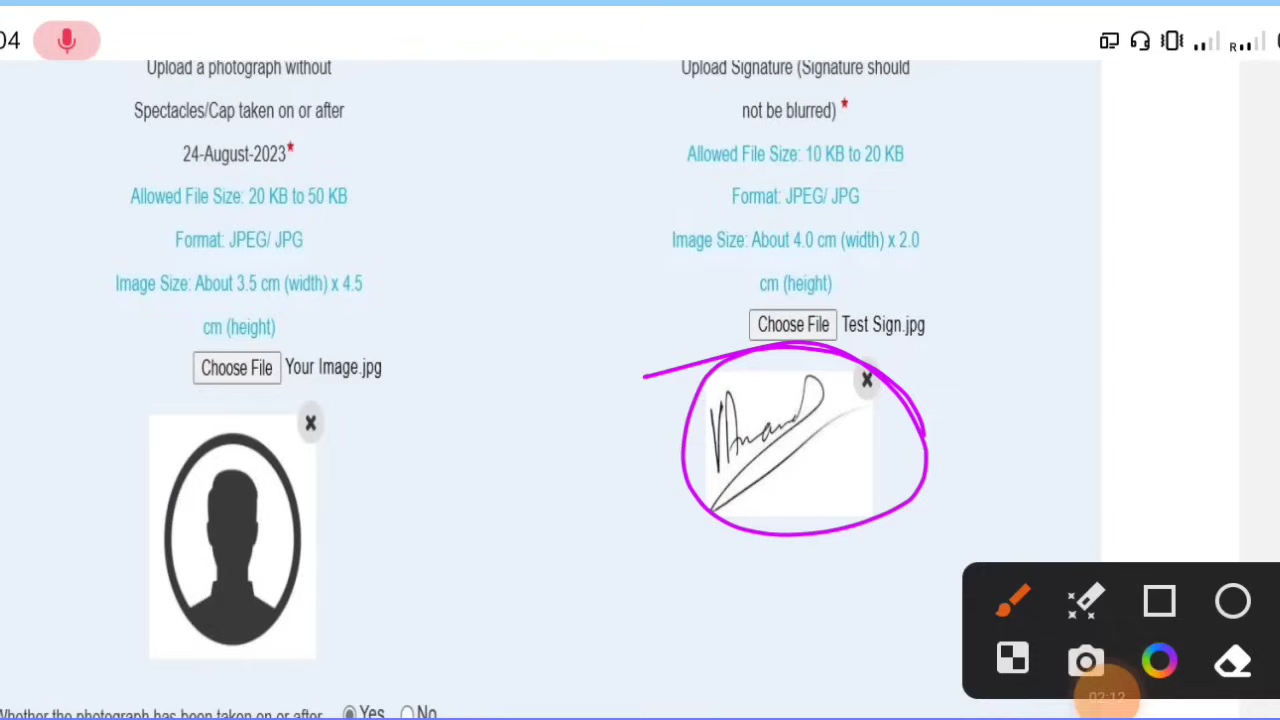 04
R
Upload a photograph without
Spectacles/Cap taken on or after
24-August-2023*
Allowed File Size: 20 KB to 50 KB
Format: JPEG/ JPG
Image Size: About 3.5 cm (width) x 4.5
cm (height)
Choose File Your Image.jpg
Upload Signature (Signature should
not be blurred) *
Allowed File Size: 10 KB to 20 KB
Format: JPEG/ JPG
Image Size: About 4.0 cm (width) x 2.0
cm (height)
Choose File Test Sign.jpg
Whether the photograph has been taken on or after Yes No
02:12